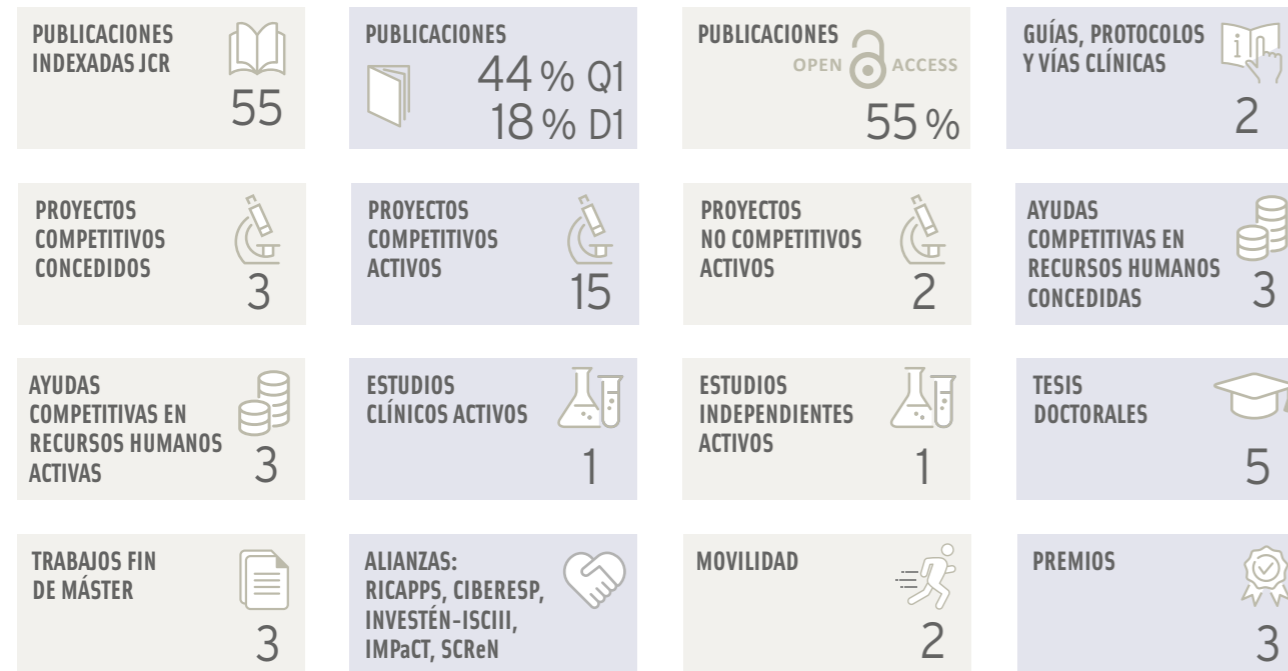 PUBLICACIONES
INDEXADAS JCR
55
PUBLICACIONES
44 % Q1
18 % D1
PUBLICACIONES
OPEN ACCESS
55 %
GUÍAS, PROTOCOLOS
Y VÍAS CLÍNICAS
i
2
PROYECTOS
COMPETITIVOS
CONCEDIDOS
3
PROYECTOS
COMPETITIVOS
ACTIVOS
15
PROYECTOS
NO COMPETITIVOS
ACTIVOS
2
AYUDAS
COMPETITIVAS EN
RECURSOS HUMANOS
CONCEDIDAS
3
AYUDAS
COMPETITIVAS EN
RECURSOS HUMANOS
ACTIVAS
3
ESTUDIOS
CLÍNICOS ACTIVOS
1
ESTUDIOS
INDEPENDIENTES
ACTIVOS
1
TESIS
DOCTORALES
5
TRABAJOS FIN
DE MÁSTER
3
ALIANZAS:
RICAPPS, CIBERESP,
INVESTÉN-ISCIII,
IMPaCT, SCReN
MOVILIDAD
2
PREMIOS
3